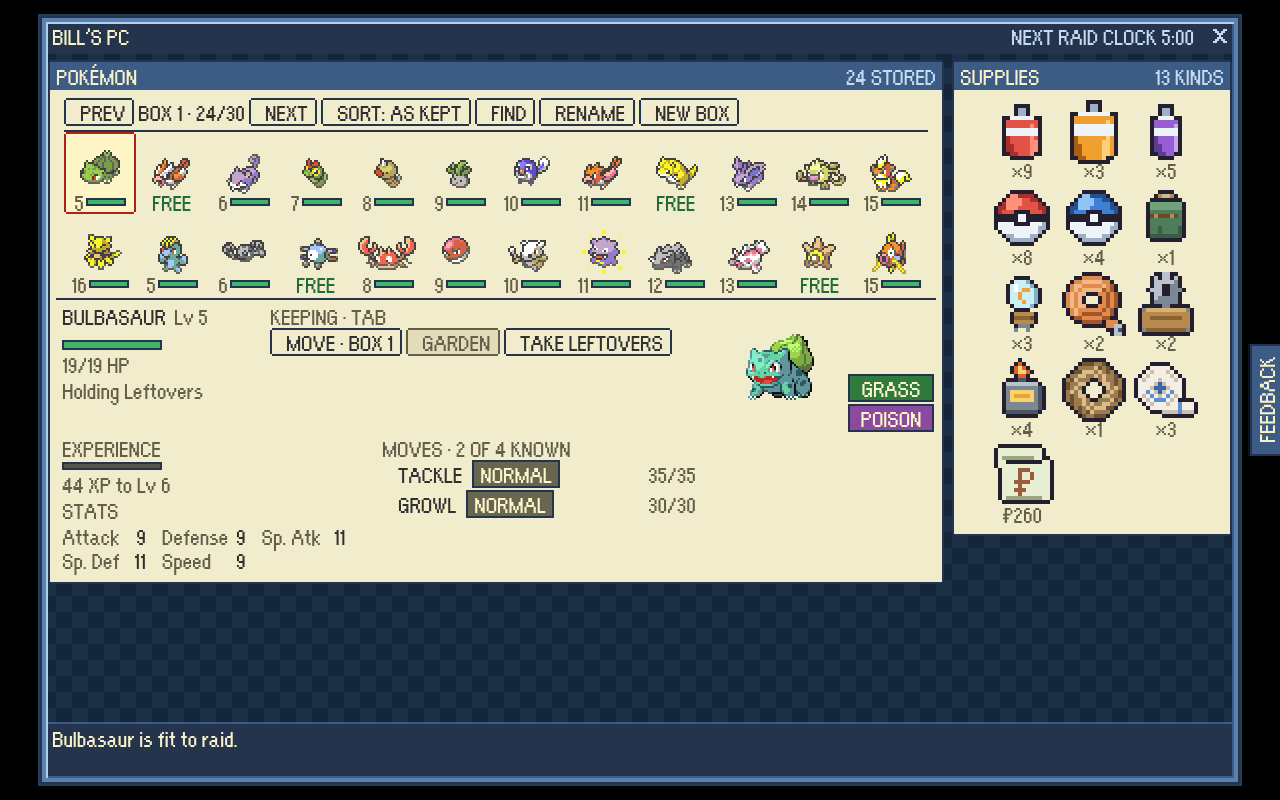 BILL'S PC
NEXT RAID CLOCK 5:00 X
POKÉMON
24 STORED
PREV BOX 1 · 24/30 NEXT SORT: AS KEPT FIND RENAME NEW BOX
5 FREE 6 7 8 9 10 11 FREE 13 14 15
16 5 6 FREE 8 9 10 11 12 13 FREE 15
BULBASAUR Lv 5
19/19 HP
Holding Leftovers
KEEPING · TAB
MOVE · BOX 1 GARDEN TAKE LEFTOVERS
GRASS
POISON
EXPERIENCE
44 XP to Lv 6
STATS
Attack 9 Defense 9 Sp. Atk 11
Sp. Def 11 Speed 9
MOVES · 2 OF 4 KNOWN
TACKLE NORMAL 35/35
GROWL NORMAL 30/30
SUPPLIES
13 KINDS
×9 ×3 ×5
×8 ×4 ×1
×3 ×2 ×2
×4 ×1 ×3
₽
₽260
FEEDBACK
Bulbasaur is fit to raid.